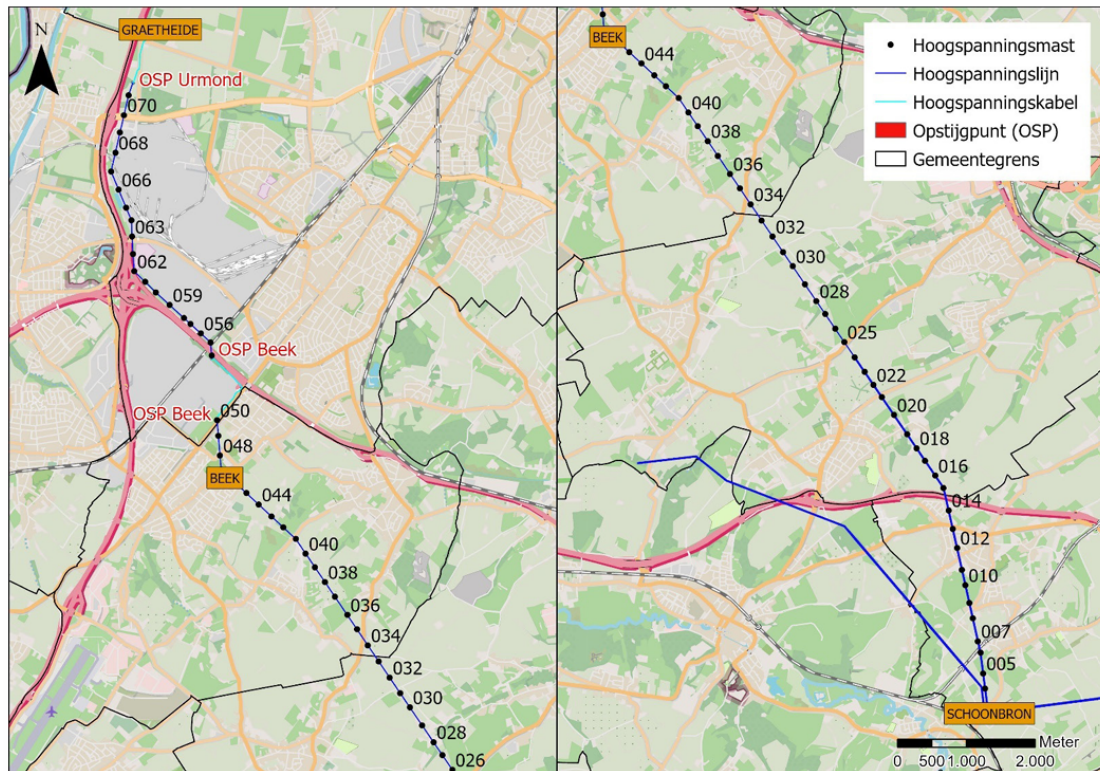 GRAETHEIDE
N
OSP Urmond
070
068
066
063
062
059
056
OSP Beek
OSP Beek
050
048
BEEK
044
040
038
036
034
032
030
028
026
BEEK
044
040
038
036
034
032
030
028
025
022
020
018
016
014
012
010
007
005
SCHOONBRON
Hoogspanningsmast
Hoogspanningslijn
Hoogspanningskabel
Opstijgpunt (OSP)
Gemeentegrens
Meter
0 500 1.000 2.000